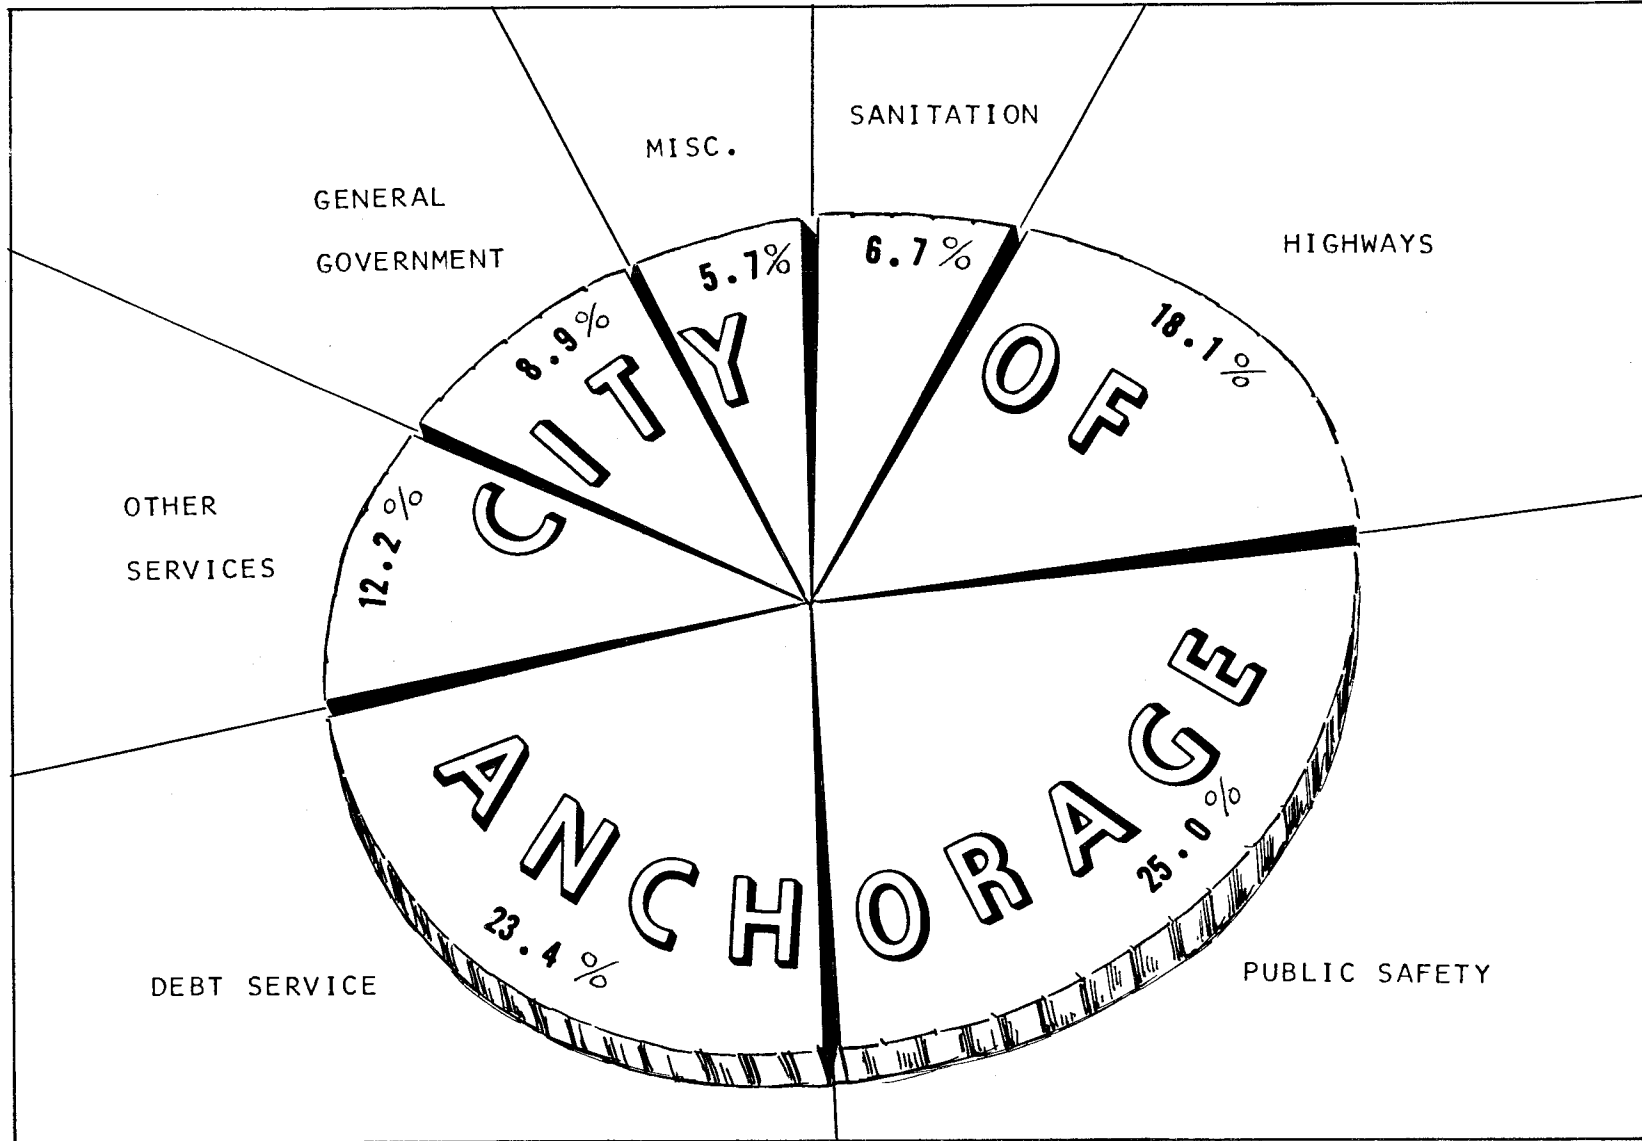 SANITATION
MISC.
GENERAL
GOVERNMENT
HIGHWAYS
OTHER
SERVICES
DEBT SERVICE
PUBLIC SAFETY
5.7%
6.7%
8.9%
18.1%
12.2%
23.4%
25.0%
CITY OF
ANCHORAGE